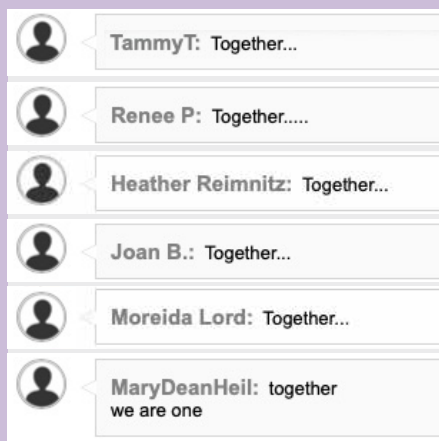 TammyT: Together...
Renee P: Together.....
Heather Reimnitz: Together...
Joan B.: Together...
Moreida Lord: Together...
MaryDeanHeil: together
we are one